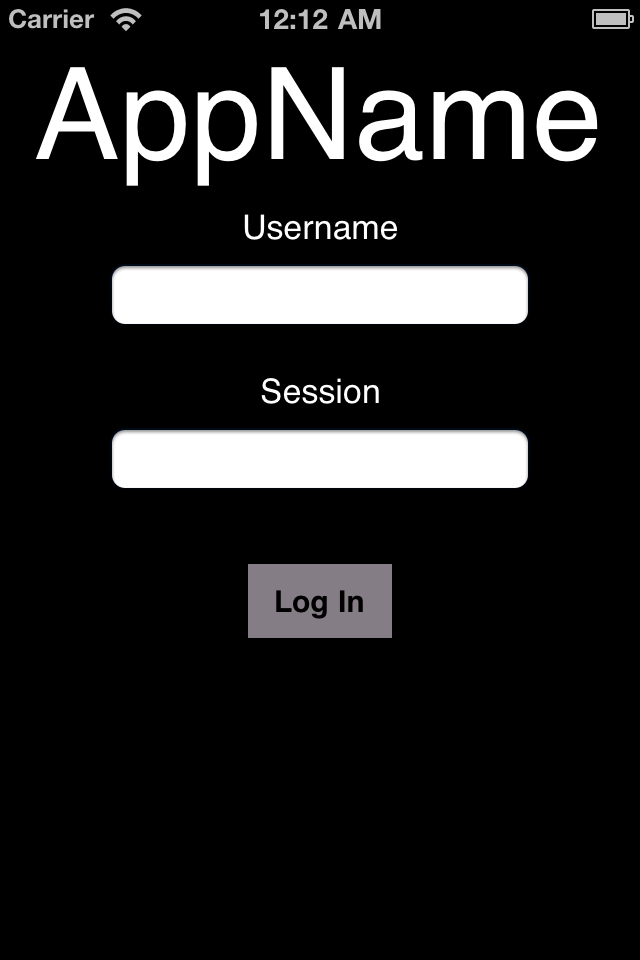 Carrier 12:12 AM
AppName
Username
Session
Log In